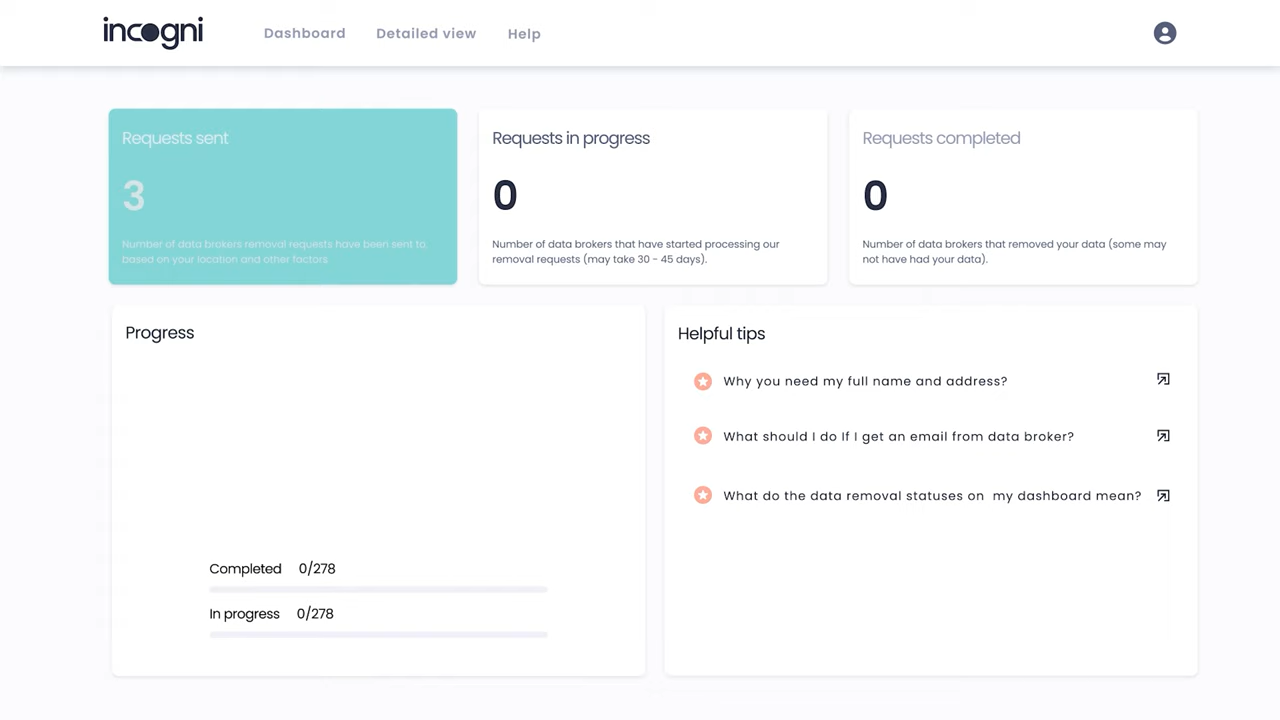 incogni
Dashboard
Detailed view
Help
Requests sent
3
Number of data brokers removal requests have been sent to,
based on your location and other factors
Requests in progress
0
Number of data brokers that have started processing our
removal requests (may take 30 - 45 days).
Requests completed
0
Number of data brokers that removed your data (some may
not have had your data).
Progress
Completed 0/278
In progress 0/278
Helpful tips
Why you need my full name and address?
What should I do If I get an email from data broker?
What do the data removal statuses on my dashboard mean?